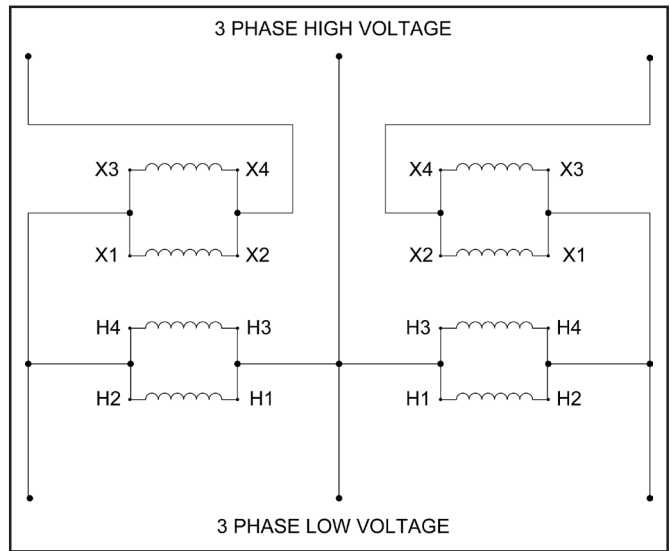 3 PHASE HIGH VOLTAGE
X3 X4 X4 X3
X1 X2 X2 X1
H4 H3 H3 H4
H2 H1 H1 H2
3 PHASE LOW VOLTAGE